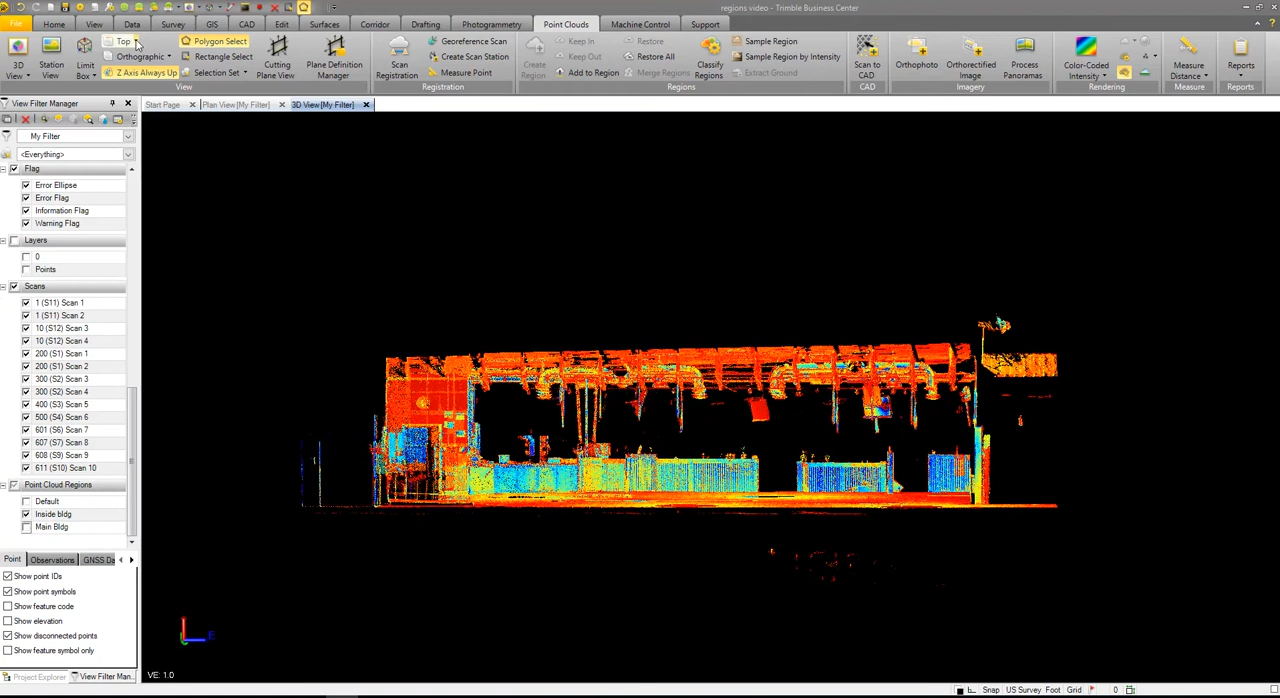 regions video - Trimble Business Center
File
Home
View
Data
Survey
GIS
CAD
Edit
Surfaces
Corridor
Drafting
Photogrammetry
Point Clouds
Machine Control
Support
3D View
Station View
Limit Box
Top
Orthographic
Z Axis Always Up
Polygon Select
Rectangle Select
Selection Set
Cutting Plane View
Plane Definition Manager
View
Scan Registration
Georeference Scan
Create Scan Station
Measure Point
Registration
Create Region
Keep In
Keep Out
Add to Region
Restore
Restore All
Merge Regions
Classify Regions
Sample Region
Sample Region by Intensity
Extract Ground
Regions
Scan to CAD
CAD
Orthophoto
Orthorectified Image
Process Panoramas
Imagery
Color-Coded Intensity
Rendering
Measure Distance
Measure
Reports
Reports
View Filter Manager
Start Page
Plan View[My Filter]
3D View[My Filter]
My Filter
<Everything>
Flag
Error Ellipse
Error Flag
Information Flag
Warning Flag
Layers
0
Points
Scans
1 (S11) Scan 1
1 (S11) Scan 2
10 (S12) Scan 3
10 (S12) Scan 4
200 (S1) Scan 1
200 (S1) Scan 2
300 (S2) Scan 3
300 (S2) Scan 4
400 (S3) Scan 5
500 (S4) Scan 6
601 (S6) Scan 7
607 (S7) Scan 8
608 (S9) Scan 9
611 (S10) Scan 10
Point Cloud Regions
Default
Inside bldg
Main Bldg
Point
Observations
GNSS Da
Show point IDs
Show point symbols
Show feature code
Show elevation
Show disconnected points
Show feature symbol only
Project Explorer
View Filter Man...
E
VE: 1.0
Snap
US Survey Foot
Grid
0